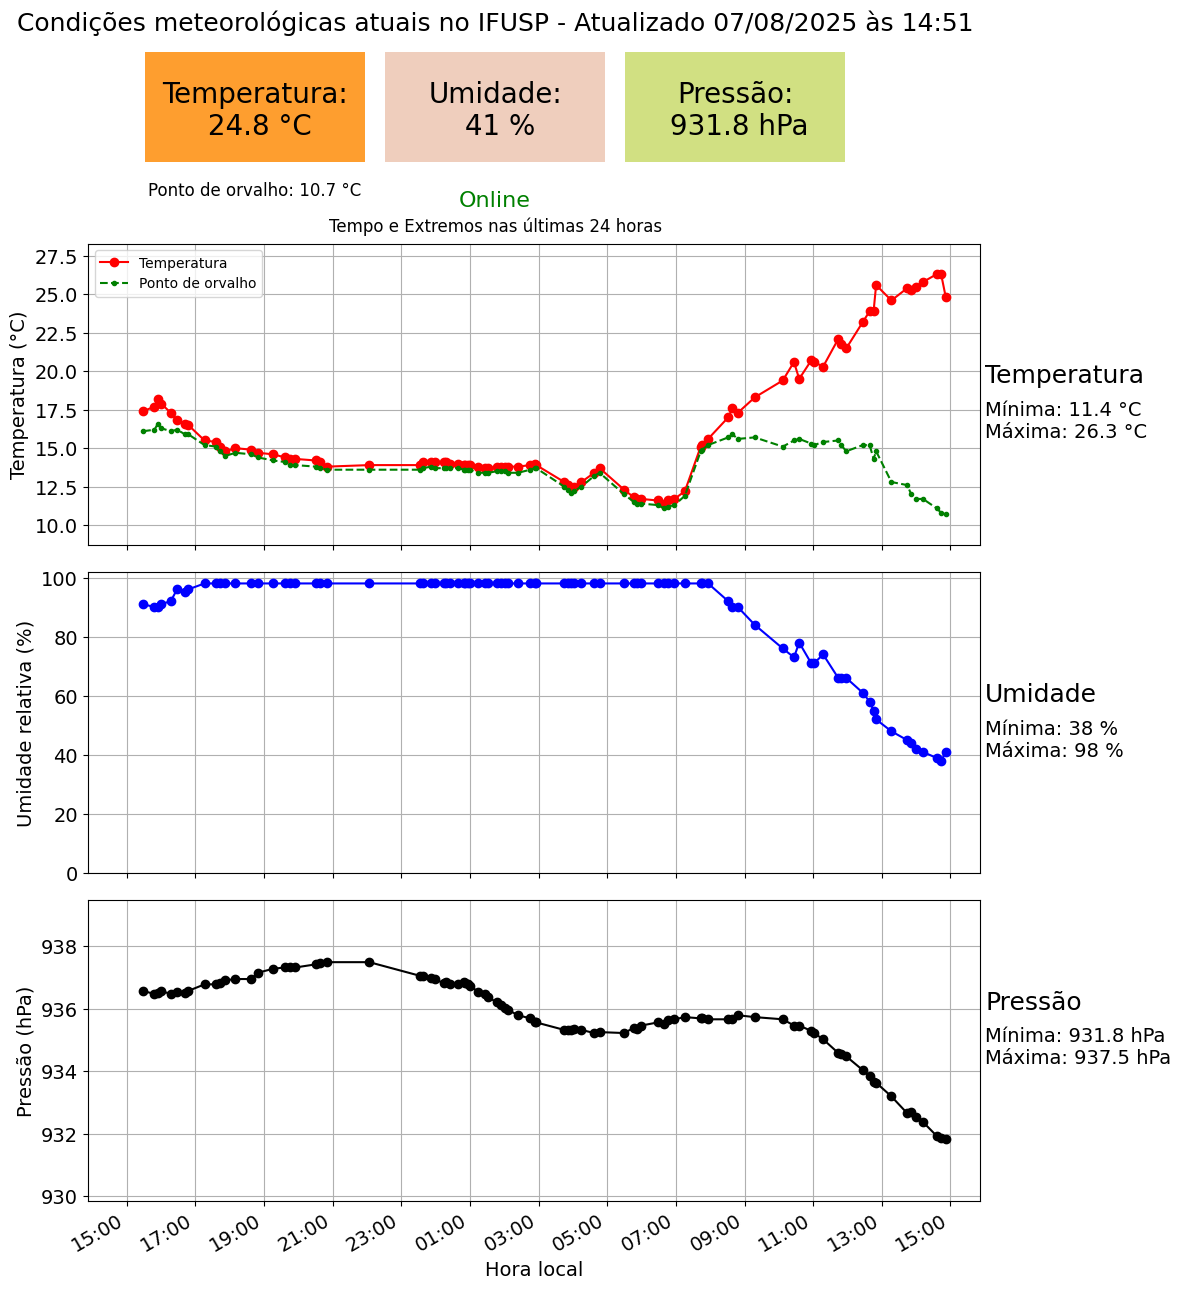 Condições meteorológicas atuais no IFUSP - Atualizado 07/08/2025 às 14:51
Temperatura:
24.8 °C
Umidade:
41 %
Pressão:
931.8 hPa
Ponto de orvalho: 10.7 °C
Online
Tempo e Extremos nas últimas 24 horas
Temperatura
Ponto de orvalho
27.5
25.0
22.5
20.0
17.5
15.0
12.5
10.0
Temperatura (°C)
Temperatura
Mínima: 11.4 °C
Máxima: 26.3 °C
100
80
60
40
20
0
Umidade relativa (%)
Umidade
Mínima: 38 %
Máxima: 98 %
938
936
934
932
930
Pressão (hPa)
Pressão
Mínima: 931.8 hPa
Máxima: 937.5 hPa
15:00 17:00 19:00 21:00 23:00 01:00 03:00 05:00 07:00 09:00 11:00 13:00 15:00
Hora local